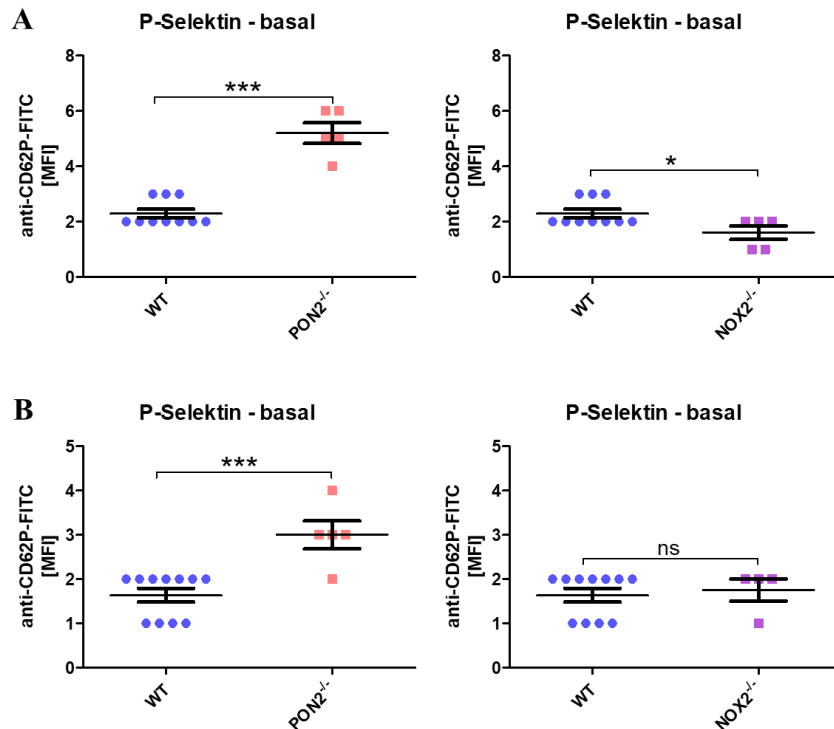 A
P-Selektin - basal
anti-CD62P-FITC
[MFI]
8
6
4
2
0
***
WT
PON2-/-
P-Selektin - basal
anti-CD62P-FITC
[MFI]
8
6
4
2
0
*
WT
NOX2-/-
B
P-Selektin - basal
anti-CD62P-FITC
[MFI]
5
4
3
2
1
0
***
WT
PON2-/-
P-Selektin - basal
anti-CD62P-FITC
[MFI]
5
4
3
2
1
0
ns
WT
NOX2-/-